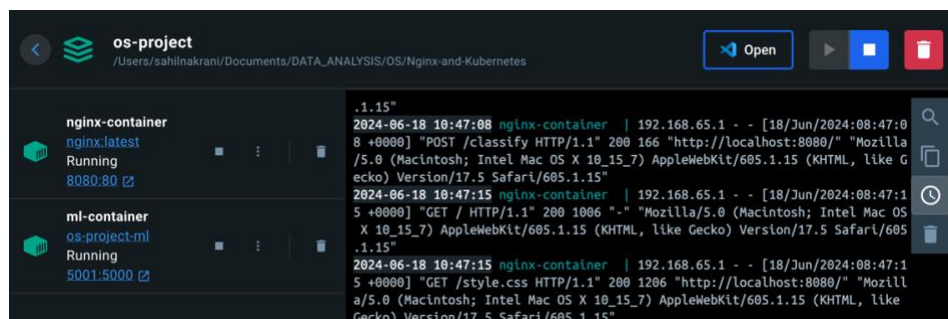 os-project
/Users/sahilnakrani/Documents/DATA_ANALYSIS/OS/Nginx-and-Kubernetes
Open
nginx-container
nginx:latest
Running
8080:80
ml-container
os-project-ml
Running
5001:5000
.1.15"
2024-06-18 10:47:08 nginx-container | 192.168.65.1 - - [18/Jun/2024:08:47:0
8 +0000] "POST /classify HTTP/1.1" 200 166 "http://localhost:8080/" "Mozilla
/5.0 (Macintosh; Intel Mac OS X 10_15_7) AppleWebKit/605.1.15 (KHTML, like G
ecko) Version/17.5 Safari/605.1.15"
2024-06-18 10:47:15 nginx-container | 192.168.65.1 - - [18/Jun/2024:08:47:1
5 +0000] "GET / HTTP/1.1" 200 1006 "-" "Mozilla/5.0 (Macintosh; Intel Mac OS
X 10_15_7) AppleWebKit/605.1.15 (KHTML, like Gecko) Version/17.5 Safari/605
.1.15"
2024-06-18 10:47:15 nginx-container | 192.168.65.1 - - [18/Jun/2024:08:47:1
5 +0000] "GET /style.css HTTP/1.1" 200 1206 "http://localhost:8080/" "Mozill
a/5.0 (Macintosh; Intel Mac OS X 10_15_7) AppleWebKit/605.1.15 (KHTML, like
Gecko) Version/17.5 Safari/605.1.15"